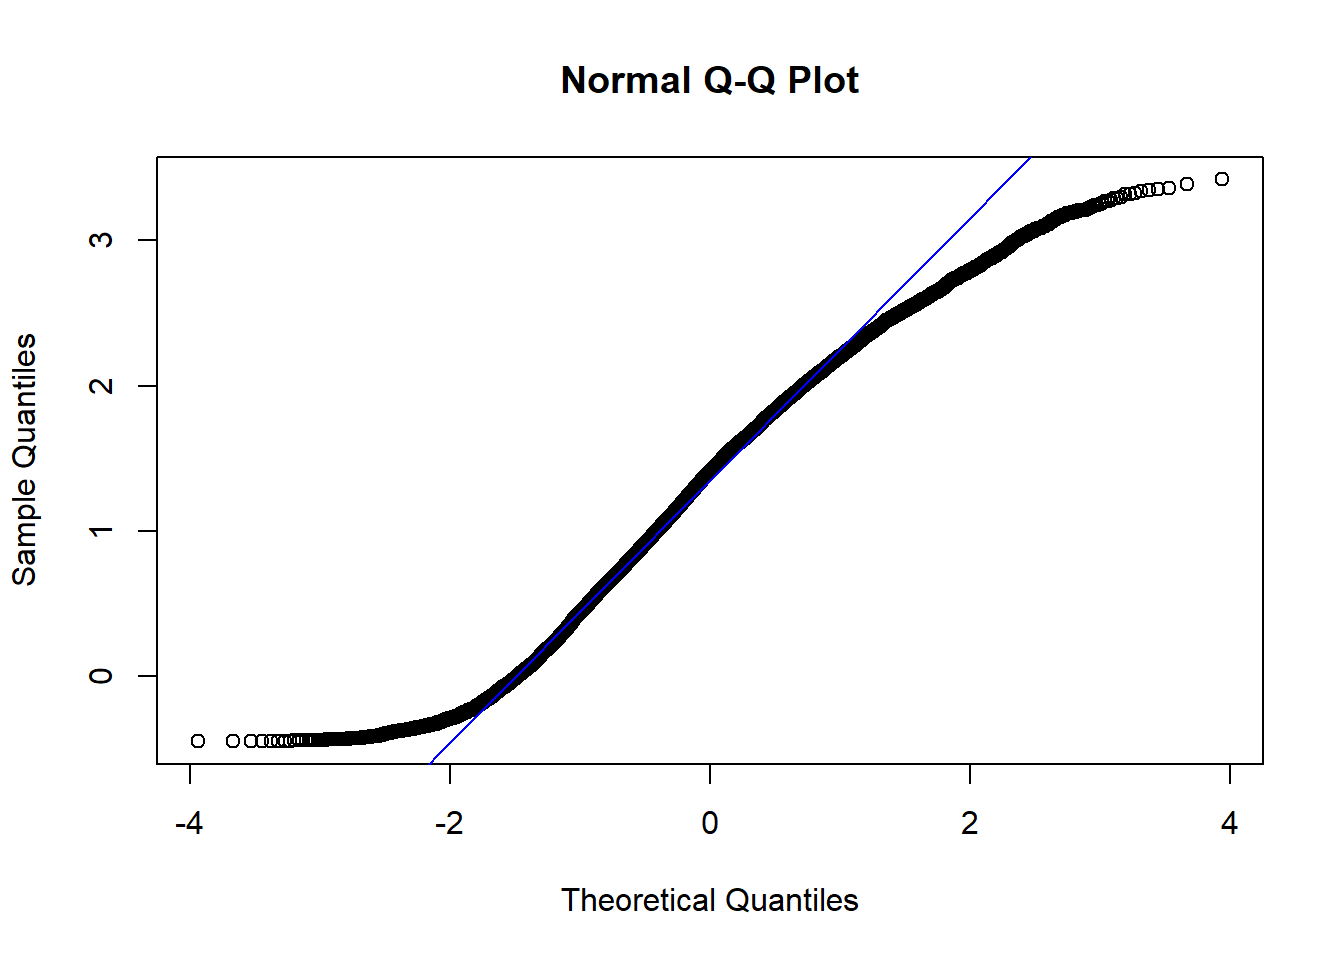 Normal Q-Q Plot
Sample Quantiles
3
2
1
0
-4 -2 0 2 4
Theoretical Quantiles